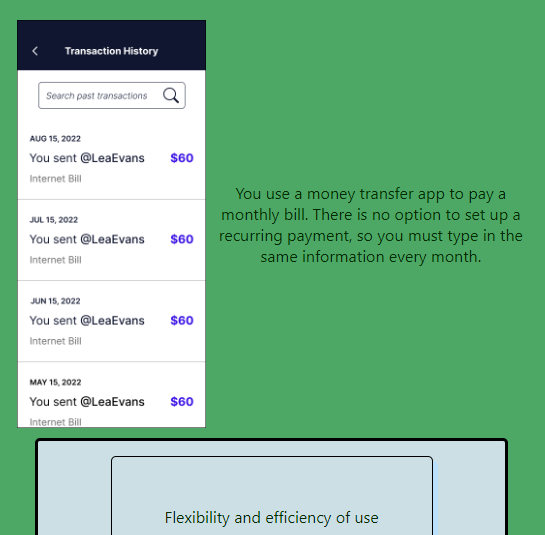 Transaction History
Search past transactions
AUG 15, 2022
You sent @LeaEvans $60
Internet Bill
JUL 15, 2022
You sent @LeaEvans $60
Internet Bill
JUN 15, 2022
You sent @LeaEvans $60
Internet Bill
MAY 15, 2022
You sent @LeaEvans $60
Internet Bill
You use a money transfer app to pay a
monthly bill. There is no option to set up a
recurring payment, so you must type in the
same information every month.
Flexibility and efficiency of use